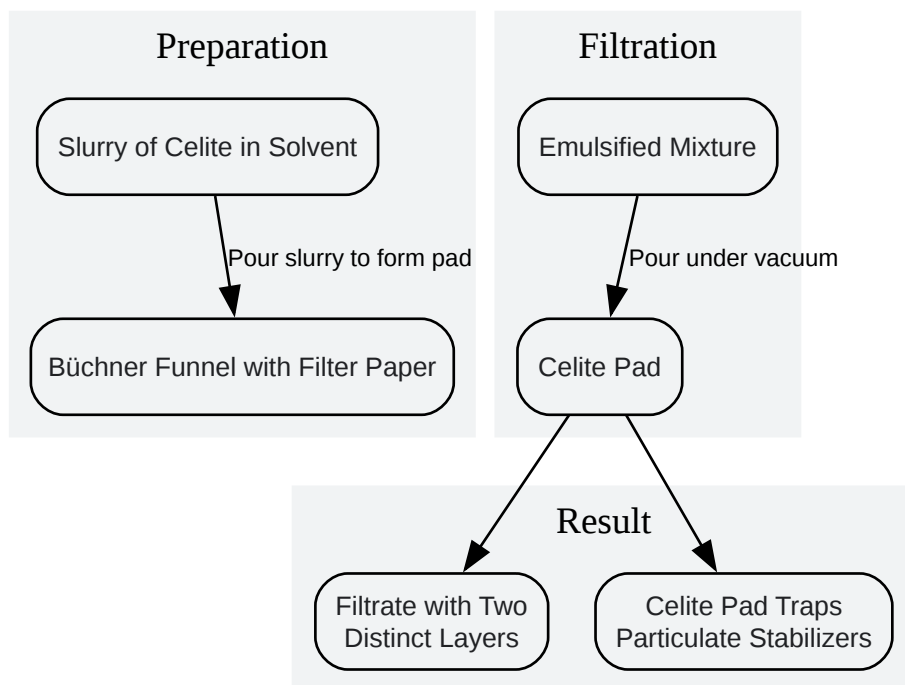 Preparation
Slurry of Celite in Solvent
Pour slurry to form pad
Büchner Funnel with Filter Paper
Filtration
Emulsified Mixture
Pour under vacuum
Celite Pad
Result
Filtrate with Two
Distinct Layers
Celite Pad Traps
Particulate Stabilizers